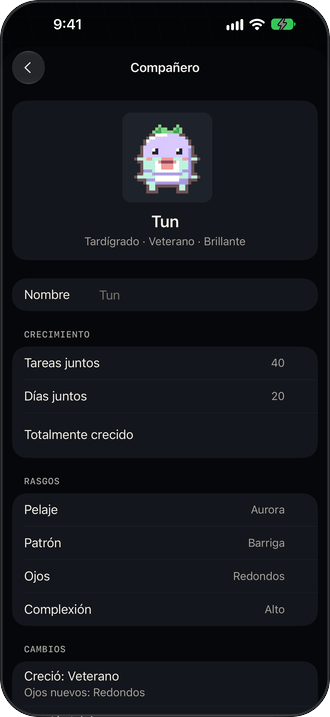 9:41
Compañero
Tun
Tardígrado · Veterano · Brillante
Nombre Tun
CRECIMIENTO
Tareas juntos 40
Días juntos 20
Totalmente crecido
RASGOS
Pelaje Aurora
Patrón Barriga
Ojos Redondos
Complexión Alto
CAMBIOS
Creció: Veterano
Ojos nuevos: Redondos